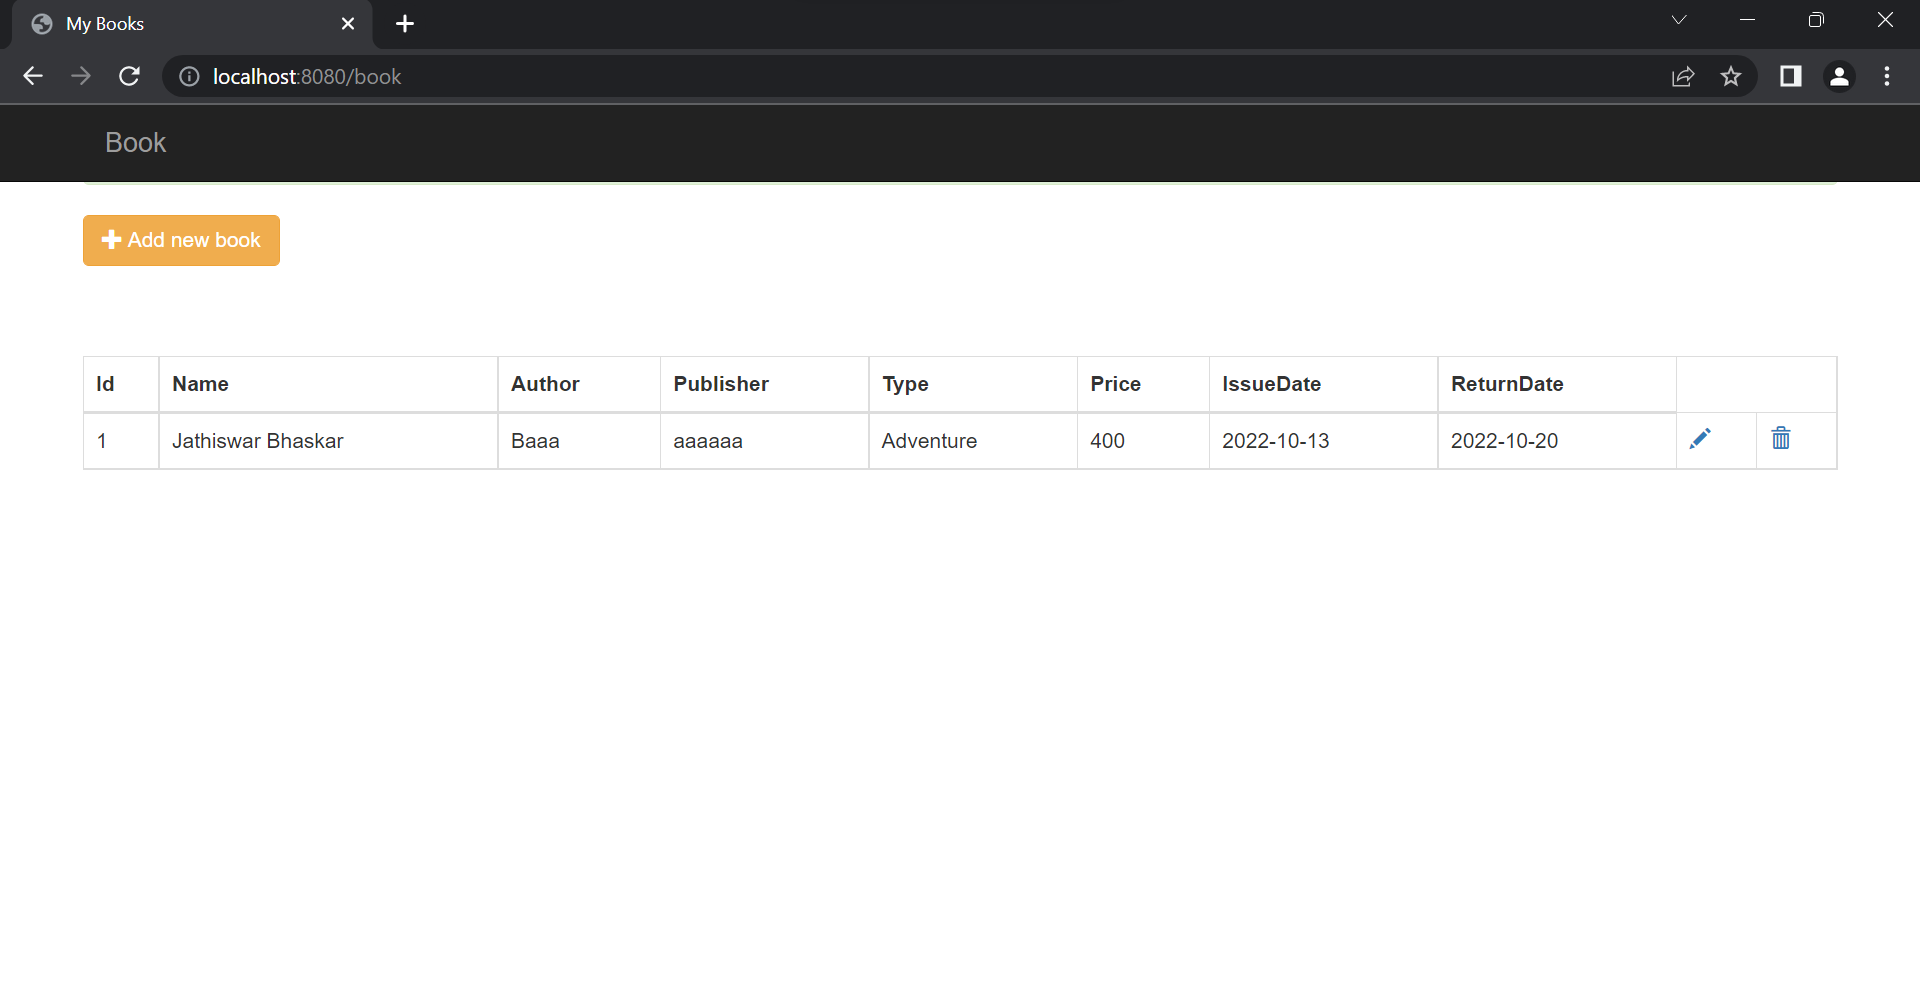 My Books
localhost:8080/book
Book
Add new book
Id Name Author Publisher Type Price IssueDate ReturnDate
1 Jathiswar Bhaskar Baaa aaaaaa Adventure 400 2022-10-13 2022-10-20